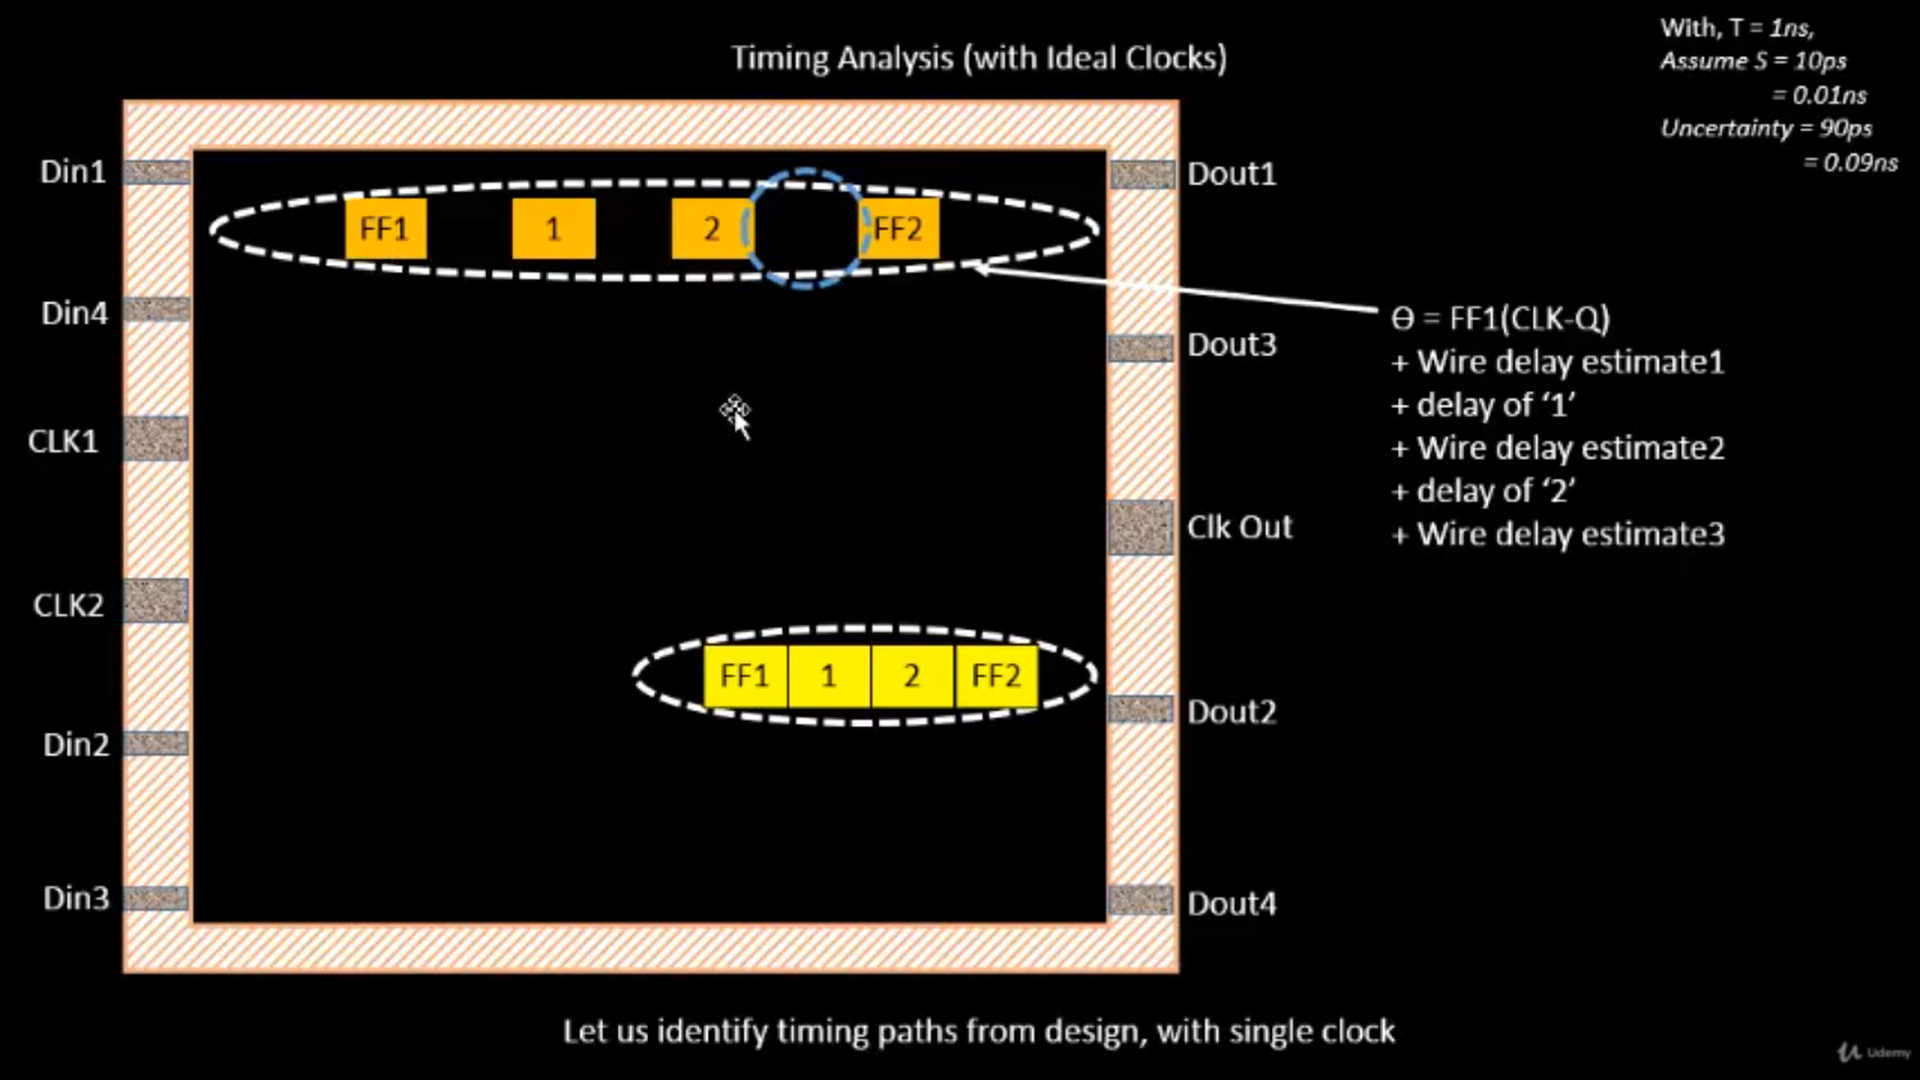 With, T = 1ns,
Assume S = 10ps
= 0.01ns
Uncertainty = 90ps
= 0.09ns
Timing Analysis (with Ideal Clocks)
Din1
Dout1
FF1
1
2
FF2
Din4
Dout3
Ɵ = FF1(CLK-Q)
+ Wire delay estimate1
+ delay of ‘1’
+ Wire delay estimate2
+ delay of ‘2’
+ Wire delay estimate3
CLK1
Clk Out
CLK2
FF1
1
2
FF2
Din2
Dout2
Din3
Dout4
Let us identify timing paths from design, with single clock
Udemy